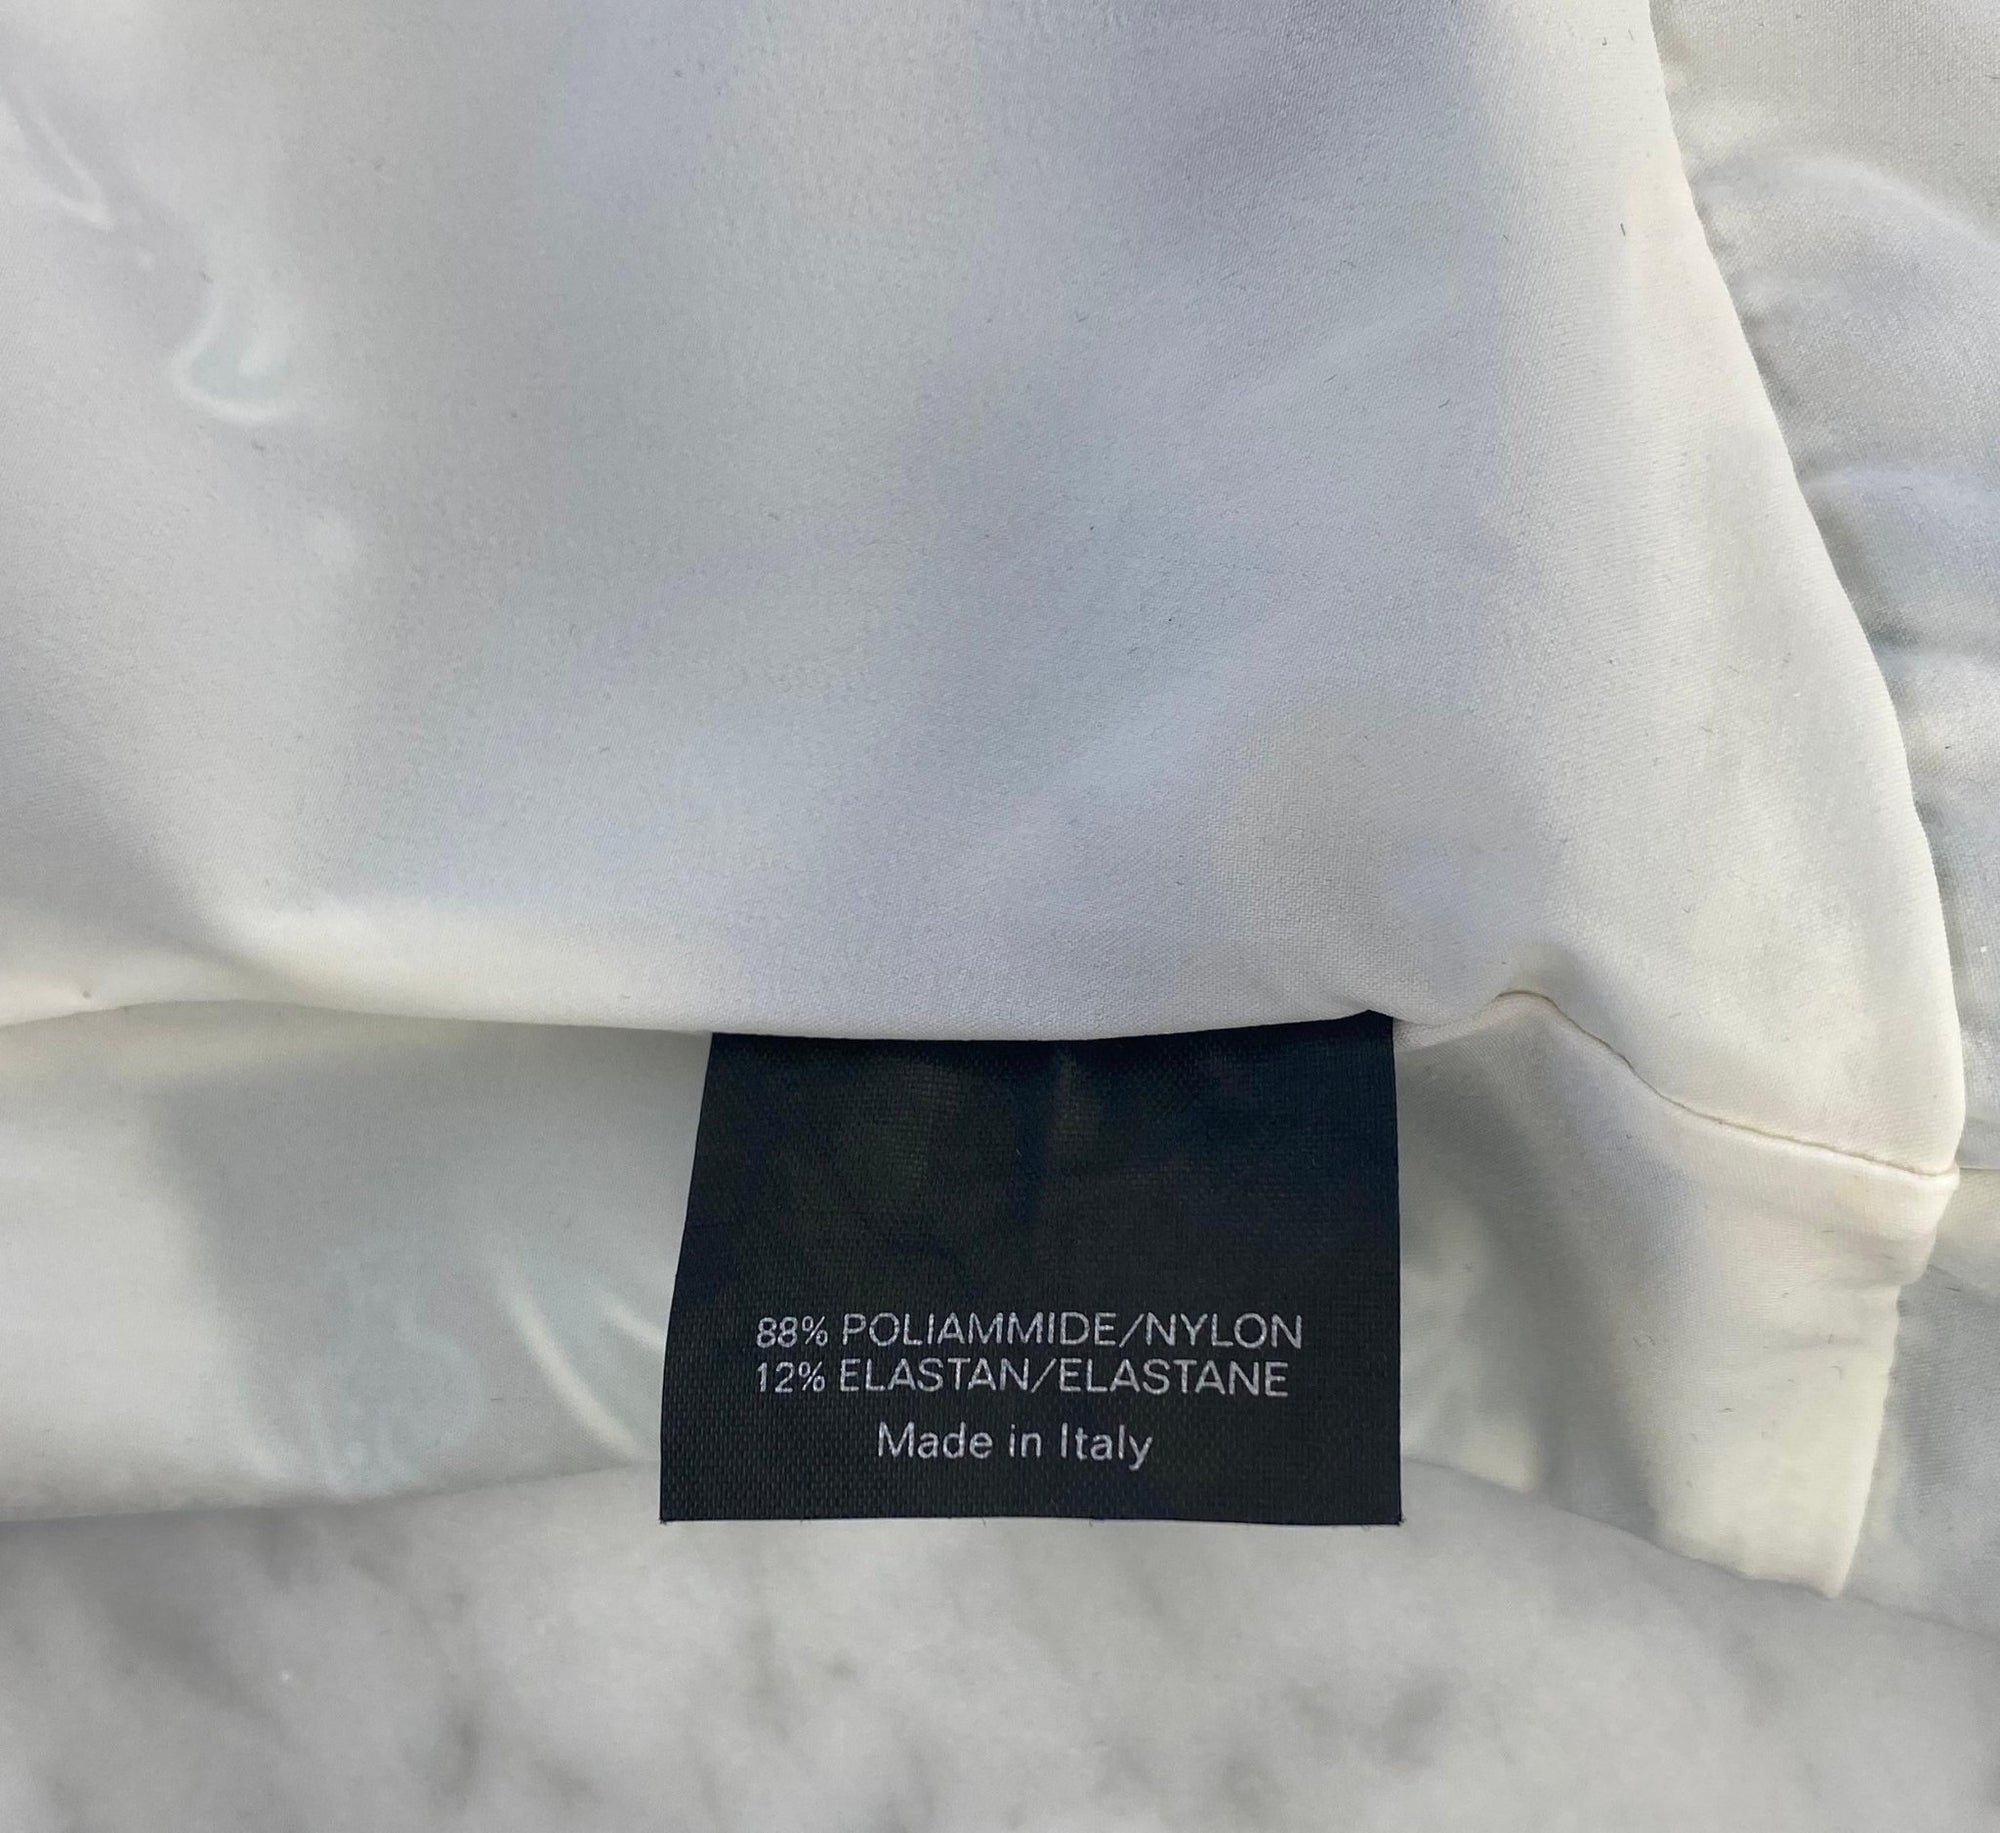 88% POLIAMMIDE/NYLON
12% ELASTAN/ELASTANE
Made in Italy